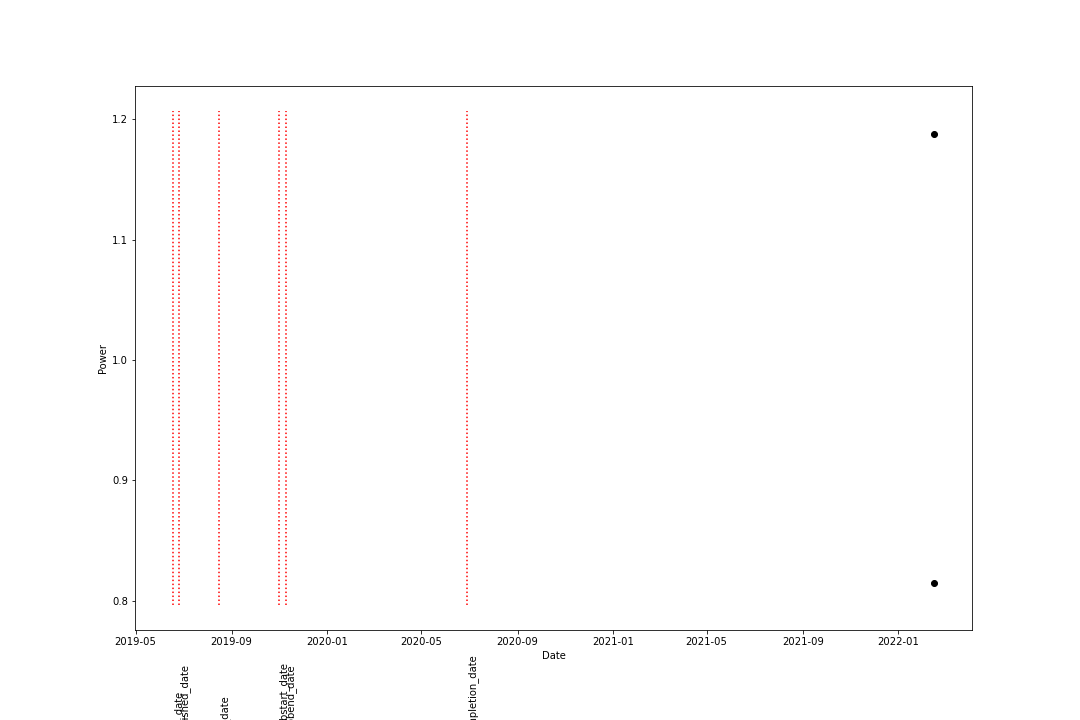 1.2
1.1
1.0
0.9
0.8
Power
2019-05 2019-09 2020-01 2020-05 2020-09 2021-01 2021-05 2021-09 2022-01
Date
_date
shed_date
date
bstart_date
bend_date
pletion_date